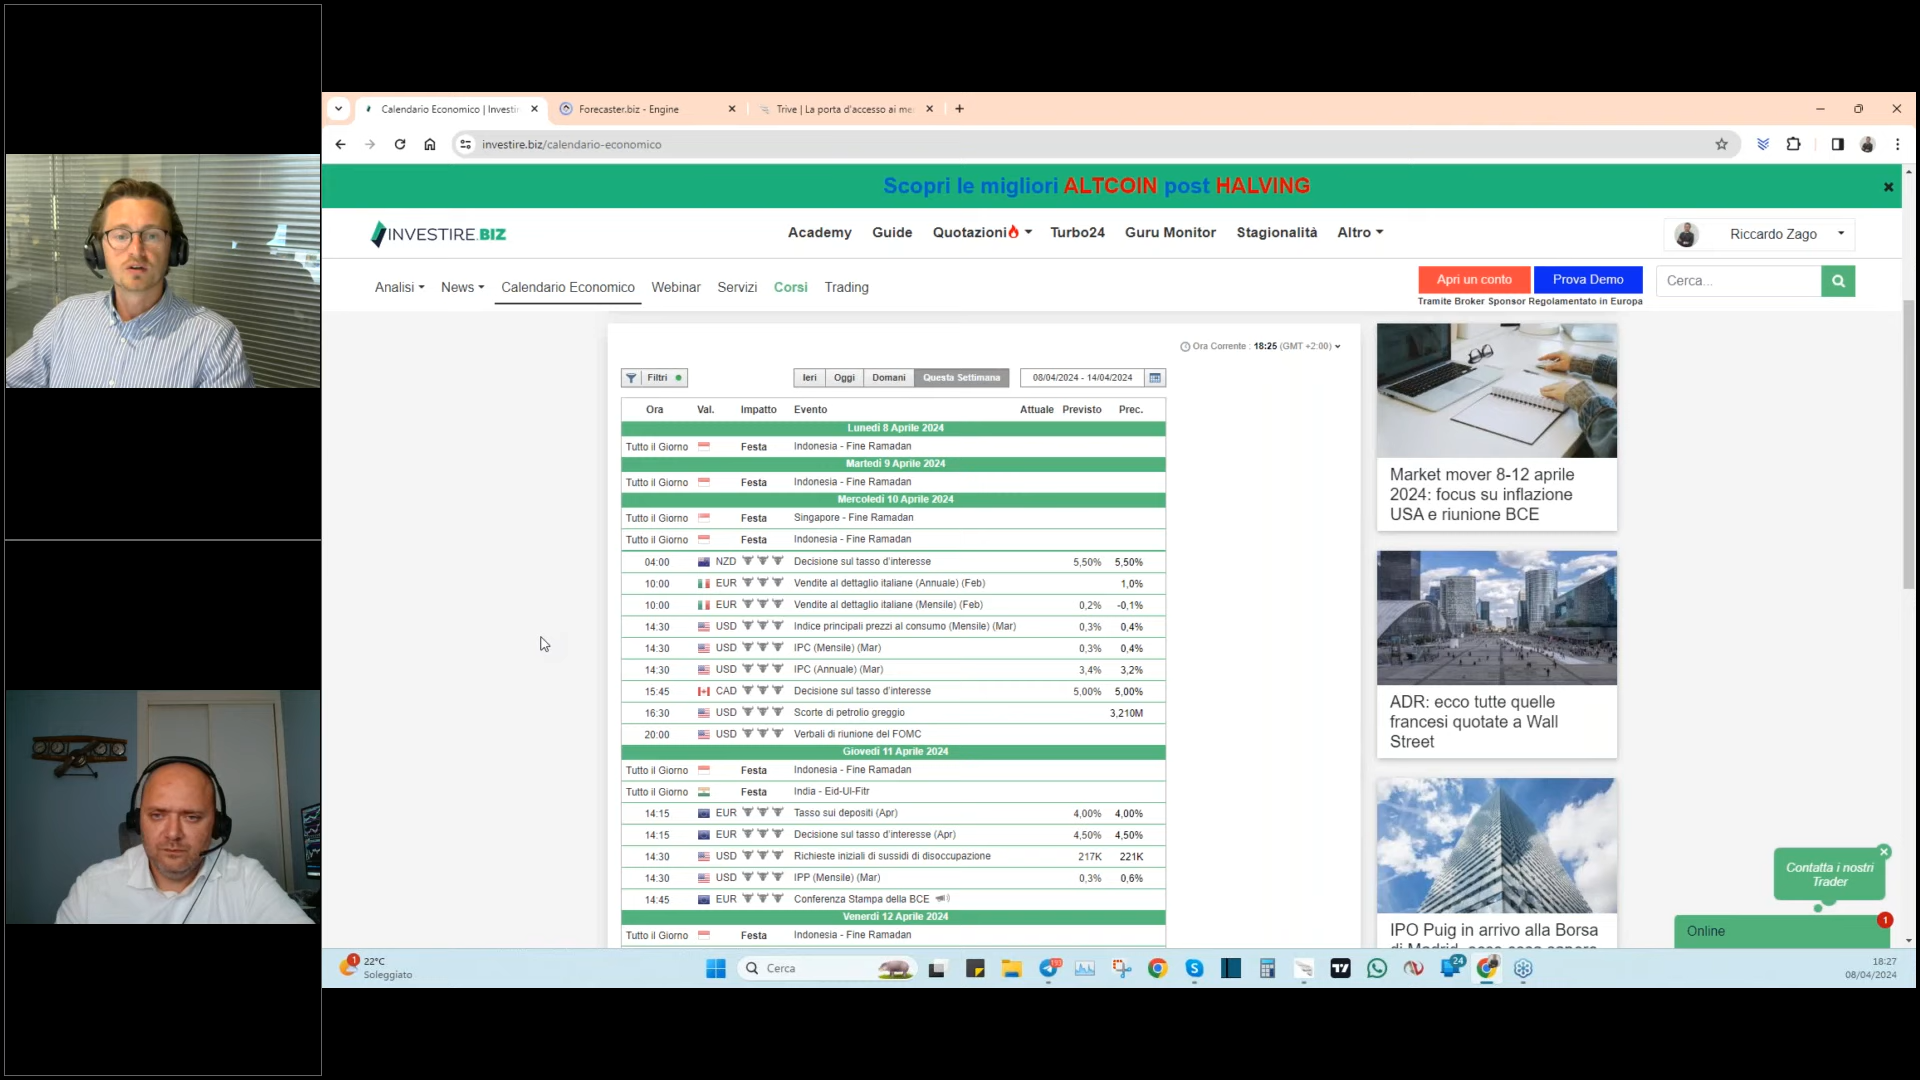 Calendario Economico | Investi
Forecaster.biz - Engine
Trive | La porta d'accesso ai me
investire.biz/calendario-economico
Scopri le migliori ALTCOIN post HALVING
INVESTIRE.BIZ
Academy Guide Quotazioni Turbo24 Guru Monitor Stagionalità Altro
Riccardo Zago
Analisi News Calendario Economico Webinar Servizi Corsi Trading
Apri un conto Prova Demo
Cerca...
Tramite Broker Sponsor Regolamentato in Europa
Ora Corrente : 18:25 (GMT +2:00)
Filtri Ieri Oggi Domani Questa Settimana 08/04/2024 - 14/04/2024
Ora Val. Impatto Evento Attuale Previsto Prec.
Lunedì 8 Aprile 2024
Tutto il Giorno Festa Indonesia - Fine Ramadan
Martedì 9 Aprile 2024
Tutto il Giorno Festa Indonesia - Fine Ramadan
Mercoledì 10 Aprile 2024
Tutto il Giorno Festa Singapore - Fine Ramadan
Tutto il Giorno Festa Indonesia - Fine Ramadan
04:00 NZD Decisione sul tasso d'interesse 5,50% 5,50%
10:00 EUR Vendite al dettaglio italiane (Annuale) (Feb) 1,0%
10:00 EUR Vendite al dettaglio italiane (Mensile) (Feb) 0,2% -0,1%
14:30 USD Indice principali prezzi al consumo (Mensile) (Mar) 0,3% 0,4%
14:30 USD IPC (Mensile) (Mar) 0,3% 0,4%
14:30 USD IPC (Annuale) (Mar) 3,4% 3,2%
15:45 CAD Decisione sul tasso d'interesse 5,00% 5,00%
16:30 USD Scorte di petrolio greggio 3,210M
20:00 USD Verbali di riunione del FOMC
Giovedì 11 Aprile 2024
Tutto il Giorno Festa Indonesia - Fine Ramadan
Tutto il Giorno Festa India - Eid-Ul-Fitr
14:15 EUR Tasso sui depositi (Apr) 4,00% 4,00%
14:15 EUR Decisione sul tasso d'interesse (Apr) 4,50% 4,50%
14:30 USD Richieste iniziali di sussidi di disoccupazione 217K 221K
14:30 USD IPP (Mensile) (Mar) 0,3% 0,6%
14:45 EUR Conferenza Stampa della BCE
Venerdì 12 Aprile 2024
Tutto il Giorno Festa Indonesia - Fine Ramadan
Market mover 8-12 aprile
2024: focus su inflazione
USA e riunione BCE
ADR: ecco tutte quelle
francesi quotate a Wall
Street
IPO Puig in arrivo alla Borsa
di Madrid
Contatta i nostri
Trader
Online
1
1
22°C
Soleggiato
Cerca
24
18:27
08/04/2024